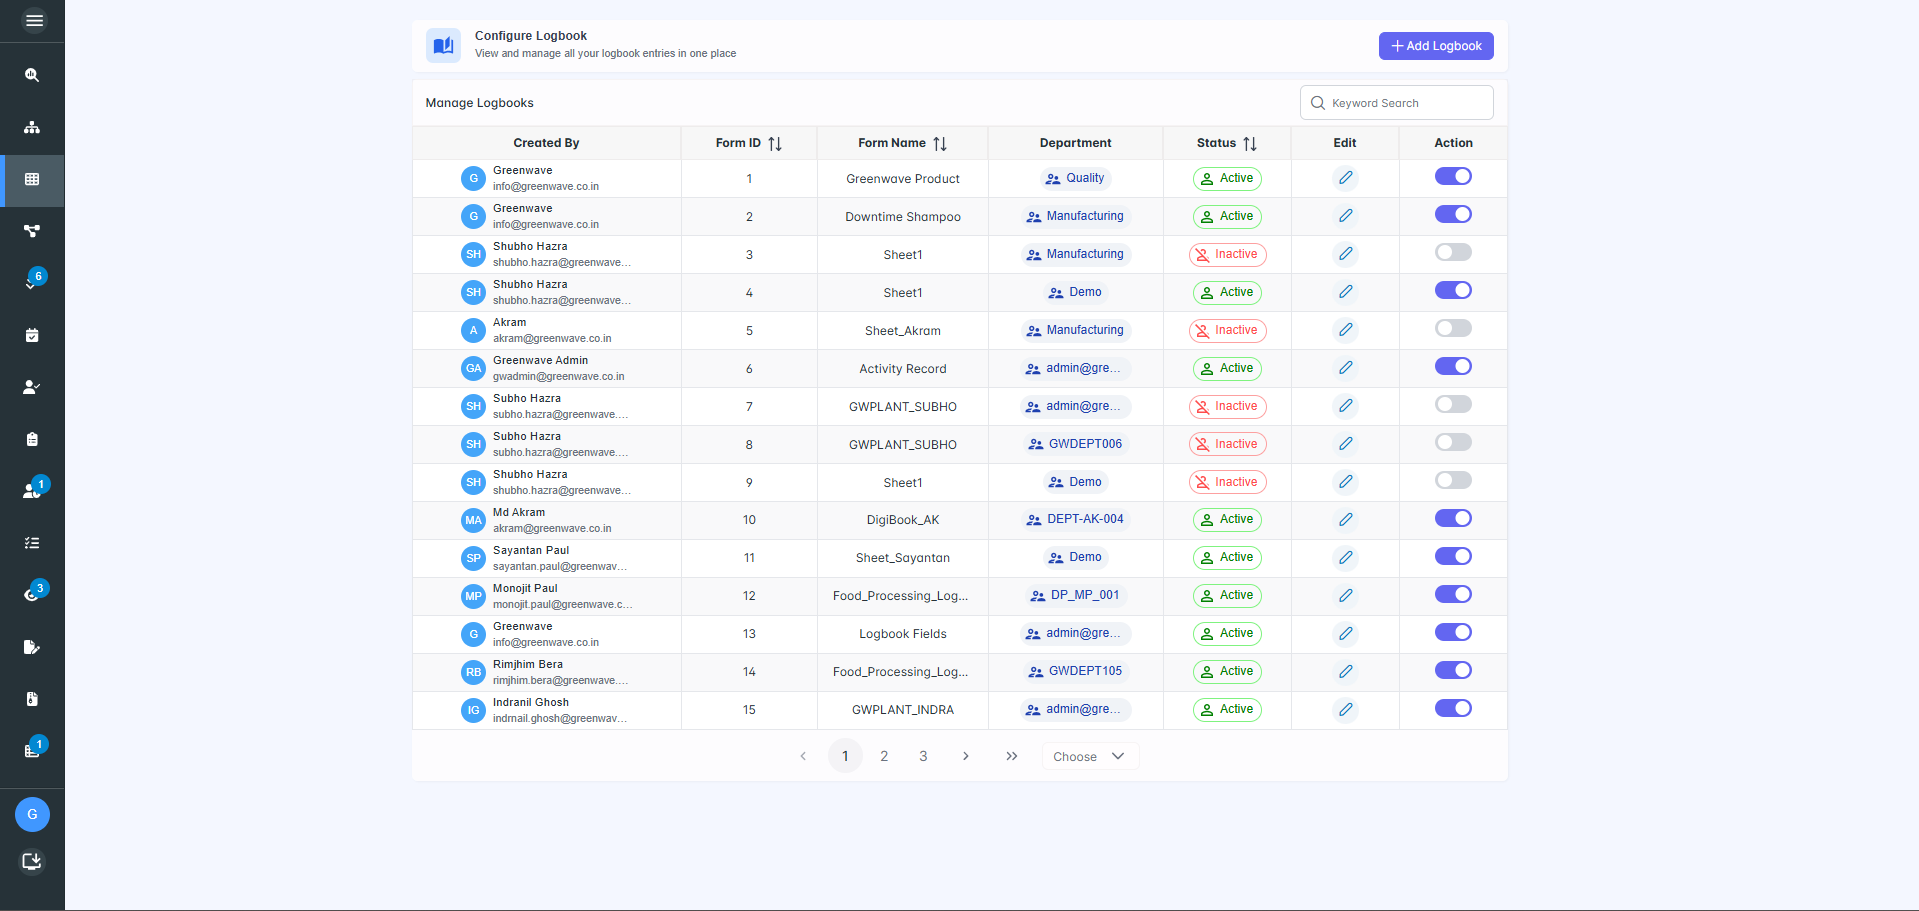 Configure Logbook
View and manage all your logbook entries in one place
Add Logbook
Manage Logbooks
Keyword Search
Created By Form ID Form Name Department Status Edit Action
G Greenwave
info@greenwave.co.in 1 Greenwave Product Quality Active
G Greenwave
info@greenwave.co.in 2 Downtime Shampoo Manufacturing Active
SH Shubho Hazra
shubho.hazra@greenwave... 3 Sheet1 Manufacturing Inactive
SH Shubho Hazra
shubho.hazra@greenwave... 4 Sheet1 Demo Active
A Akram
akram@greenwave.co.in 5 Sheet_Akram Manufacturing Inactive
GA Greenwave Admin
gwadmin@greenwave.co.in 6 Activity Record admin@gre... Active
SH Subho Hazra
subho.hazra@greenwave.... 7 GWPLANT_SUBHO admin@gre... Inactive
SH Subho Hazra
subho.hazra@greenwave.... 8 GWPLANT_SUBHO GWDEPT006 Inactive
SH Shubho Hazra
shubho.hazra@greenwave... 9 Sheet1 Demo Inactive
MA Md Akram
akram@greenwave.co.in 10 DigiBook_AK DEPT-AK-004 Active
SP Sayantan Paul
sayantan.paul@greenwav... 11 Sheet_Sayantan Demo Active
MP Monojit Paul
monojit.paul@greenwave.c... 12 Food_Processing_Log... DP_MP_001 Active
G Greenwave
info@greenwave.co.in 13 Logbook Fields admin@gre... Active
RB Rimjhim Bera
rimjhim.bera@greenwave.... 14 Food_Processing_Log... GWDEPT105 Active
IG Indranil Ghosh
indrnail.ghosh@greenwav... 15 GWPLANT_INDRA admin@gre... Active
1 2 3 Choose
6
1
3
1
G